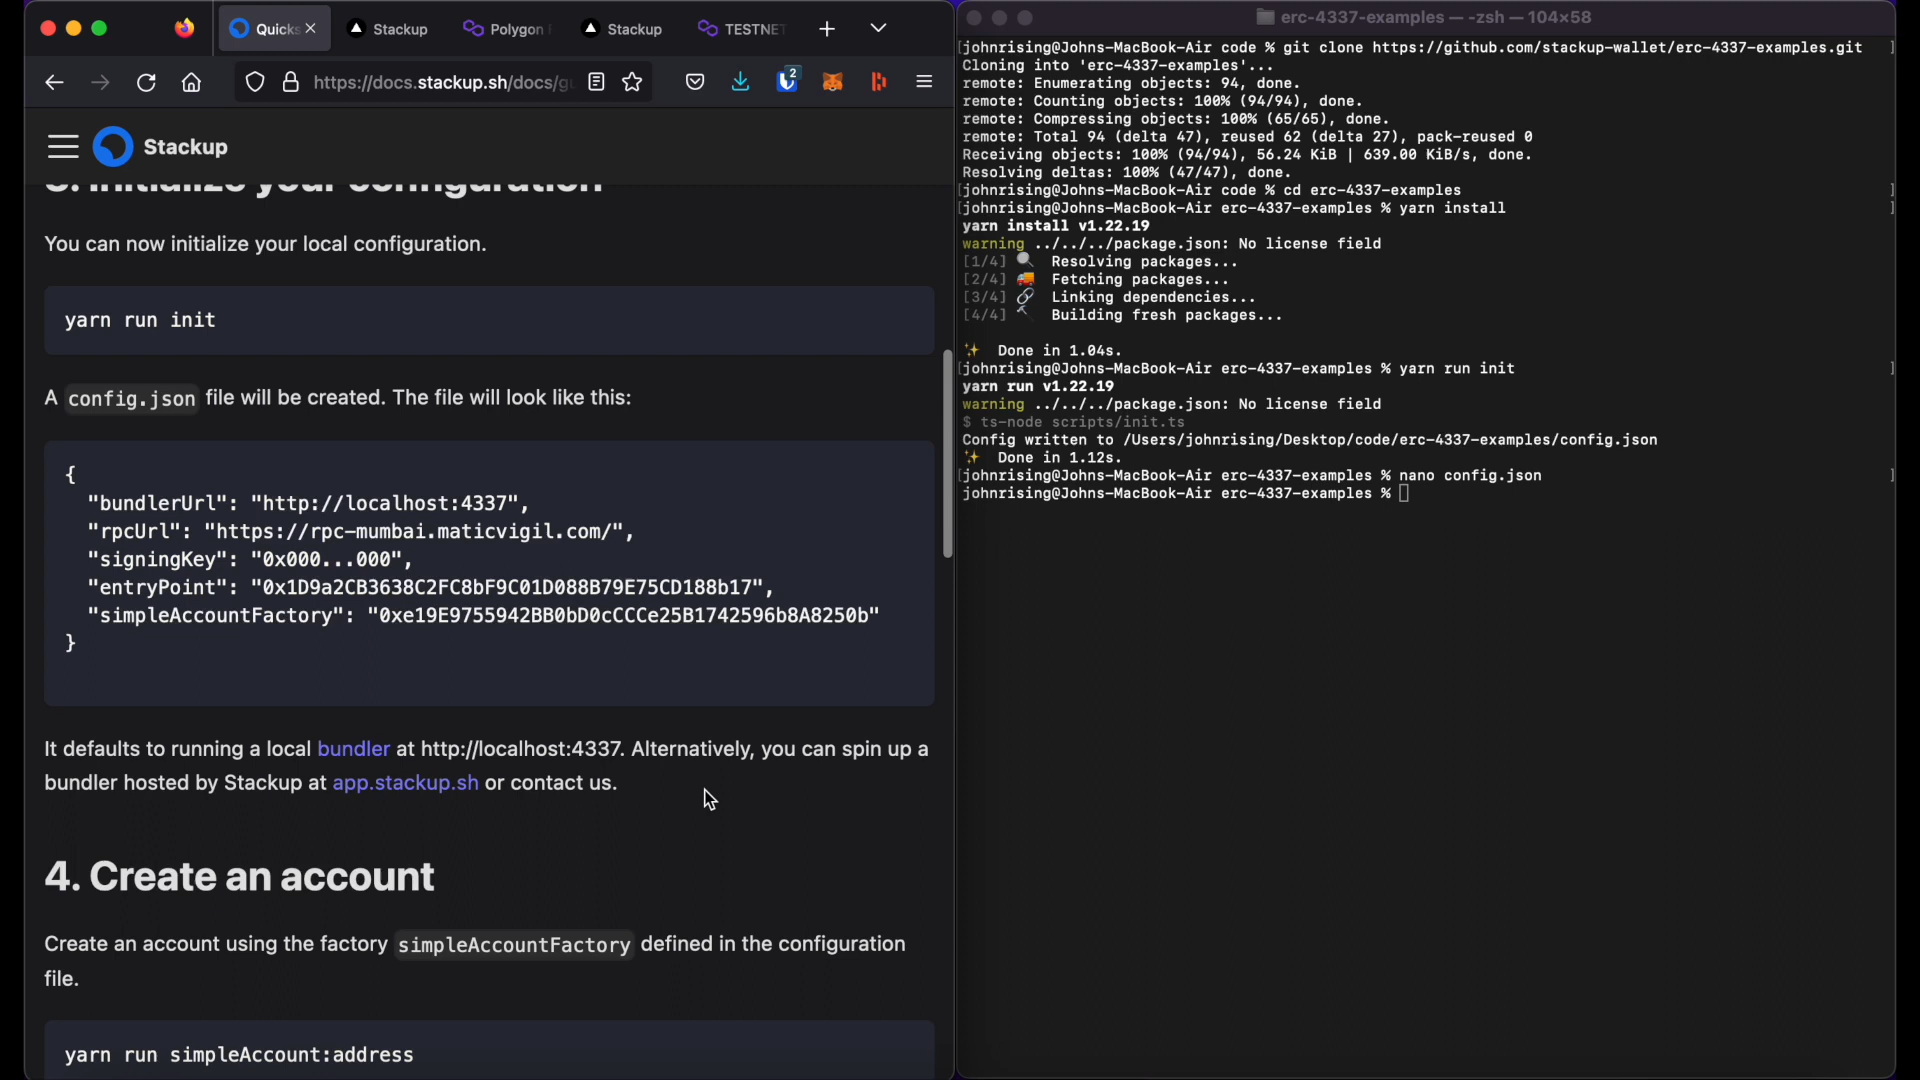 Quicks
Stackup
Polygon
Stackup
TESTNET
https://docs.stackup.sh/docs/g
2
Stackup
3. Initialize your configuration
You can now initialize your local configuration.
yarn run init
A config.json file will be created. The file will look like this:
{
"bundlerUrl": "http://localhost:4337",
"rpcUrl": "https://rpc-mumbai.maticvigil.com/",
"signingKey": "0x000...000",
"entryPoint": "0x1D9a2CB3638C2FC8bF9C01D088B79E75CD188b17",
"simpleAccountFactory": "0xe19E9755942BB0bD0cCCCe25B1742596b8A8250b"
}
It defaults to running a local bundler at http://localhost:4337. Alternatively, you can spin up a
bundler hosted by Stackup at app.stackup.sh or contact us.
4. Create an account
Create an account using the factory simpleAccountFactory defined in the configuration
file.
yarn run simpleAccount:address
erc-4337-examples — -zsh — 104×58
[johnrising@Johns-MacBook-Air code % git clone https://github.com/stackup-wallet/erc-4337-examples.git ]
Cloning into 'erc-4337-examples'...
remote: Enumerating objects: 94, done.
remote: Counting objects: 100% (94/94), done.
remote: Compressing objects: 100% (65/65), done.
remote: Total 94 (delta 47), reused 62 (delta 27), pack-reused 0
Receiving objects: 100% (94/94), 56.24 KiB | 639.00 KiB/s, done.
Resolving deltas: 100% (47/47), done.
[johnrising@Johns-MacBook-Air code % cd erc-4337-examples ]
[johnrising@Johns-MacBook-Air erc-4337-examples % yarn install ]
yarn install v1.22.19
warning ../../../package.json: No license field
[1/4] 🔍 Resolving packages...
[2/4] 🚚 Fetching packages...
[3/4] 🔗 Linking dependencies...
[4/4] 🔨 Building fresh packages...
✨ Done in 1.04s.
[johnrising@Johns-MacBook-Air erc-4337-examples % yarn run init ]
yarn run v1.22.19
warning ../../../package.json: No license field
$ ts-node scripts/init.ts
Config written to /Users/johnrising/Desktop/code/erc-4337-examples/config.json
✨ Done in 1.12s.
[johnrising@Johns-MacBook-Air erc-4337-examples % nano config.json ]
johnrising@Johns-MacBook-Air erc-4337-examples %